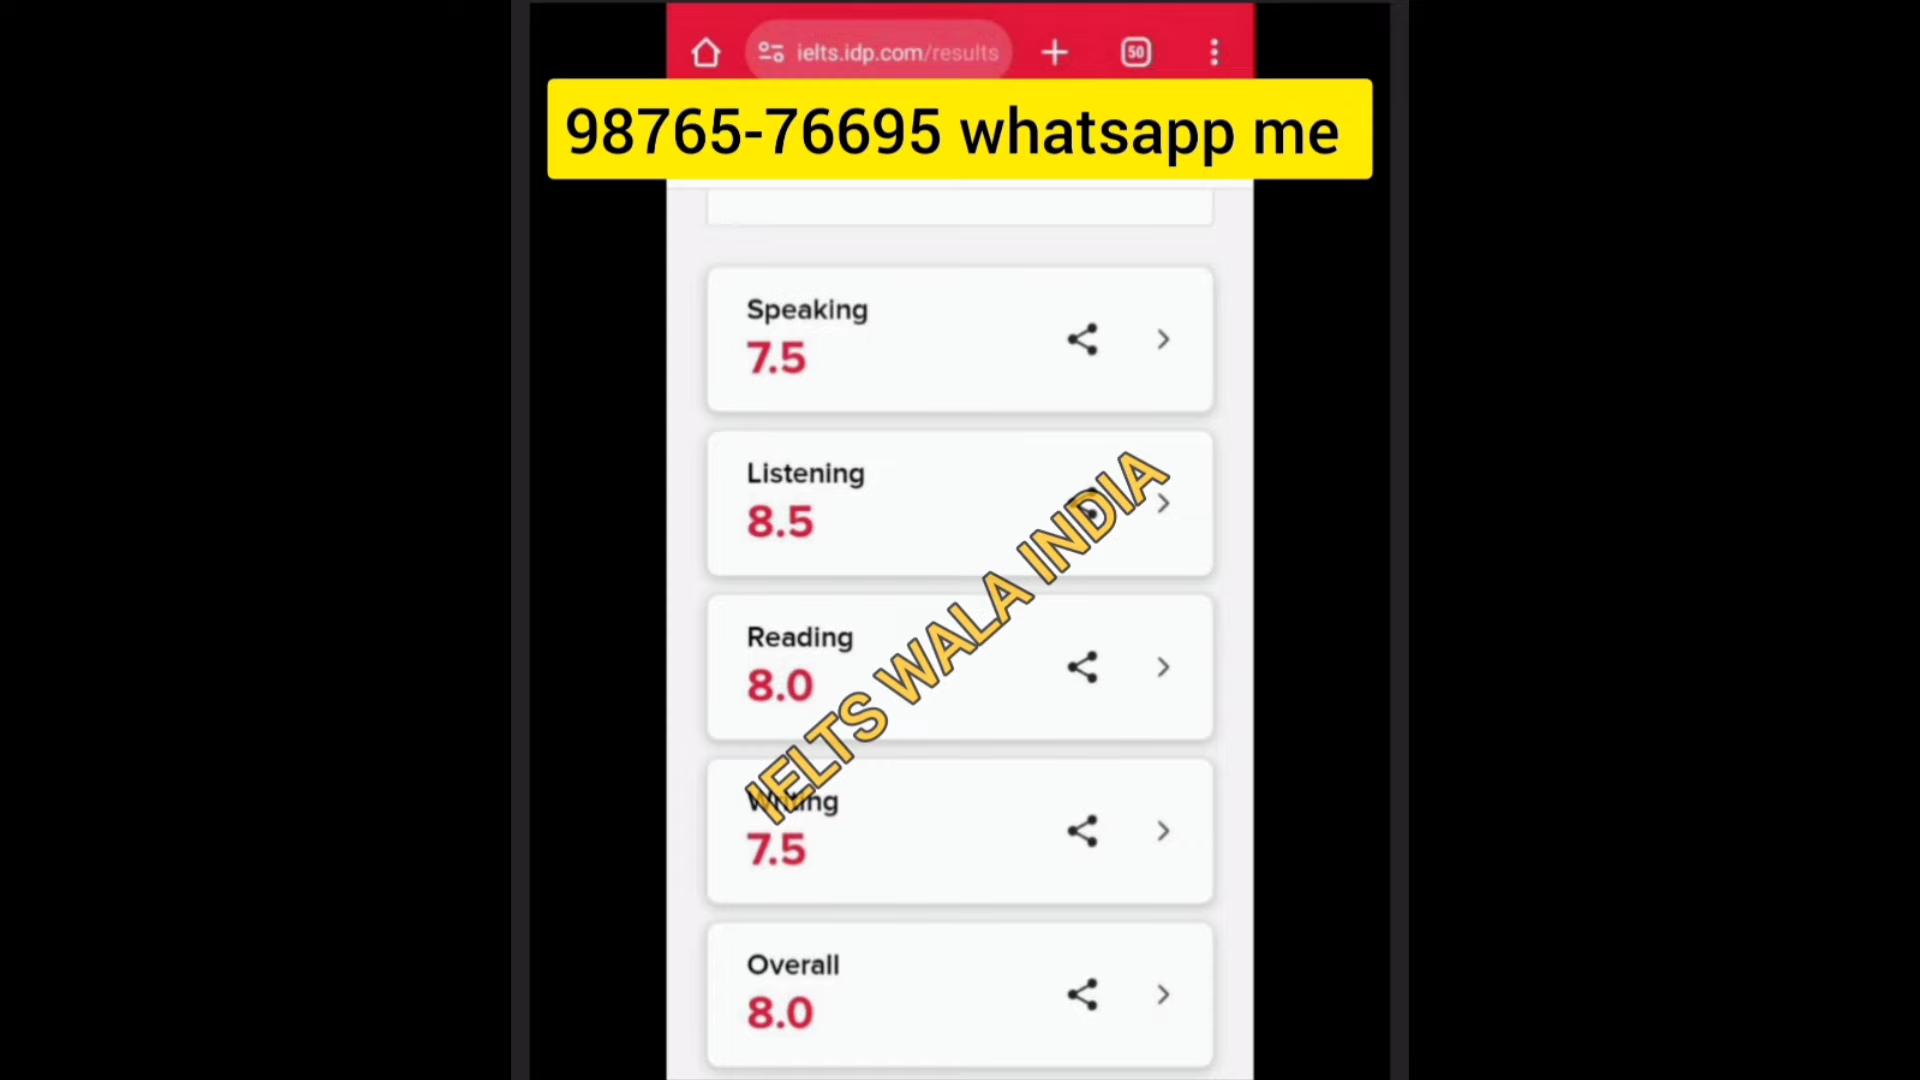 ielts.idp.com/results
50
98765-76695 whatsapp me
Speaking
7.5
Listening
8.5
Reading
8.0
Writing
7.5
Overall
8.0
IELTS WALA INDIA